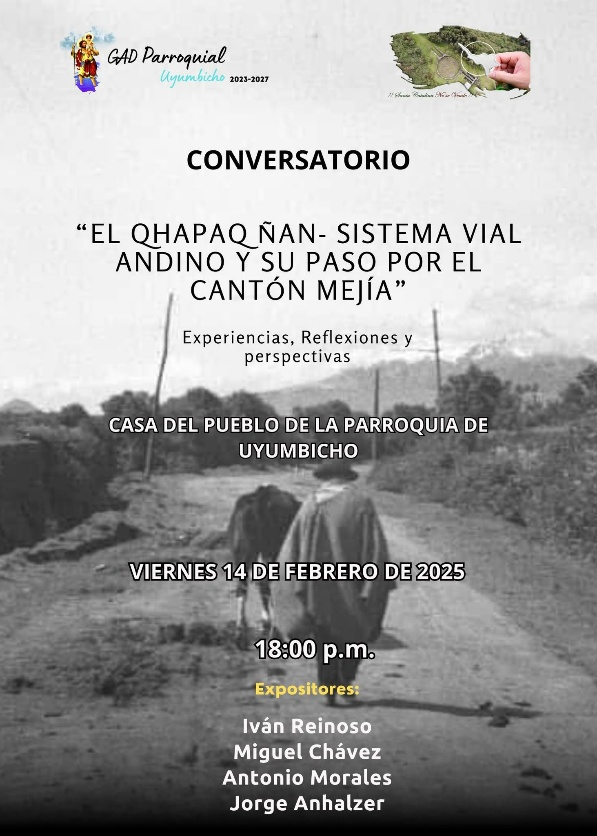 GAD Parroquial
Uyumbicho 2023-2027
CONVERSATORIO
“EL QHAPAQ ÑAN- SISTEMA VIAL
ANDINO Y SU PASO POR EL
CANTÓN MEJÍA”
Experiencias, Reflexiones y
perspectivas
CASA DEL PUEBLO DE LA PARROQUIA DE
UYUMBICHO
VIERNES 14 DE FEBRERO DE 2025
18:00 p.m.
Expositores:
Iván Reinoso
Miguel Chávez
Antonio Morales
Jorge Anhalzer